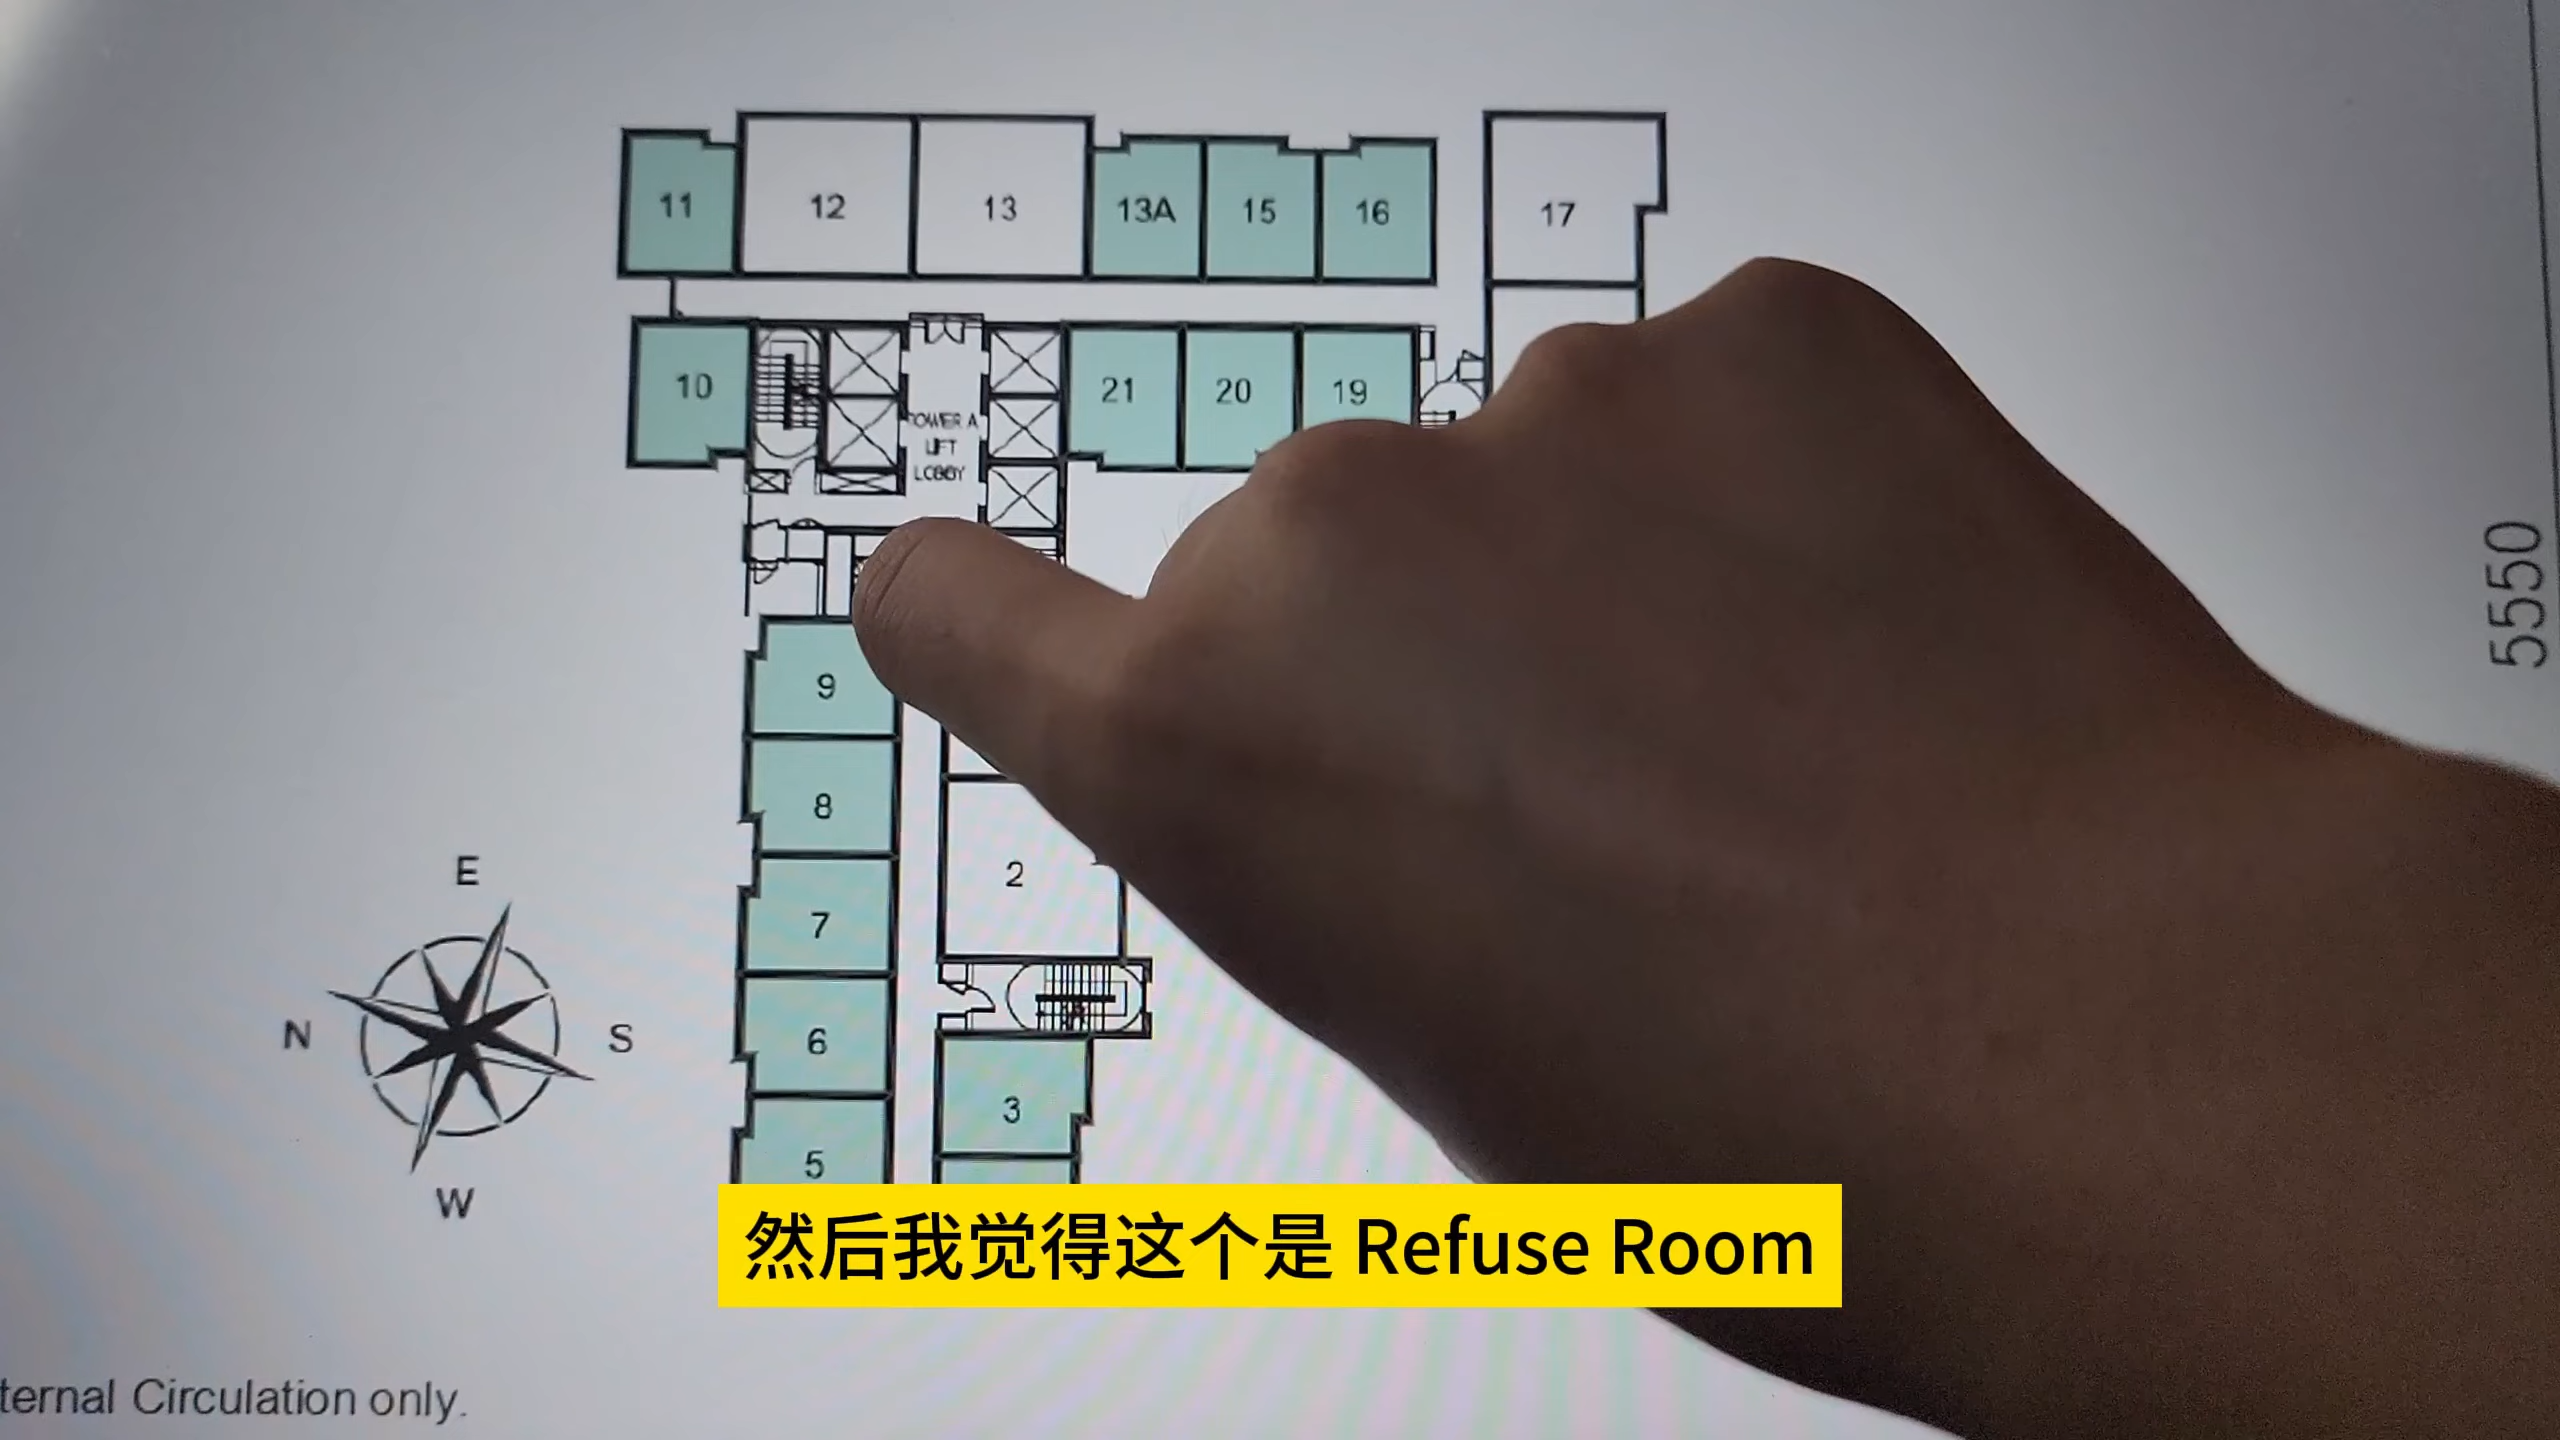 11
12
13
13A
15
16
17
10
21
20
19
TOWER A
LIFT
LOBBY
5550
9
8
7
2
6
3
5
E
N
S
W
然后我觉得这个是 Refuse Room
ternal Circulation only.